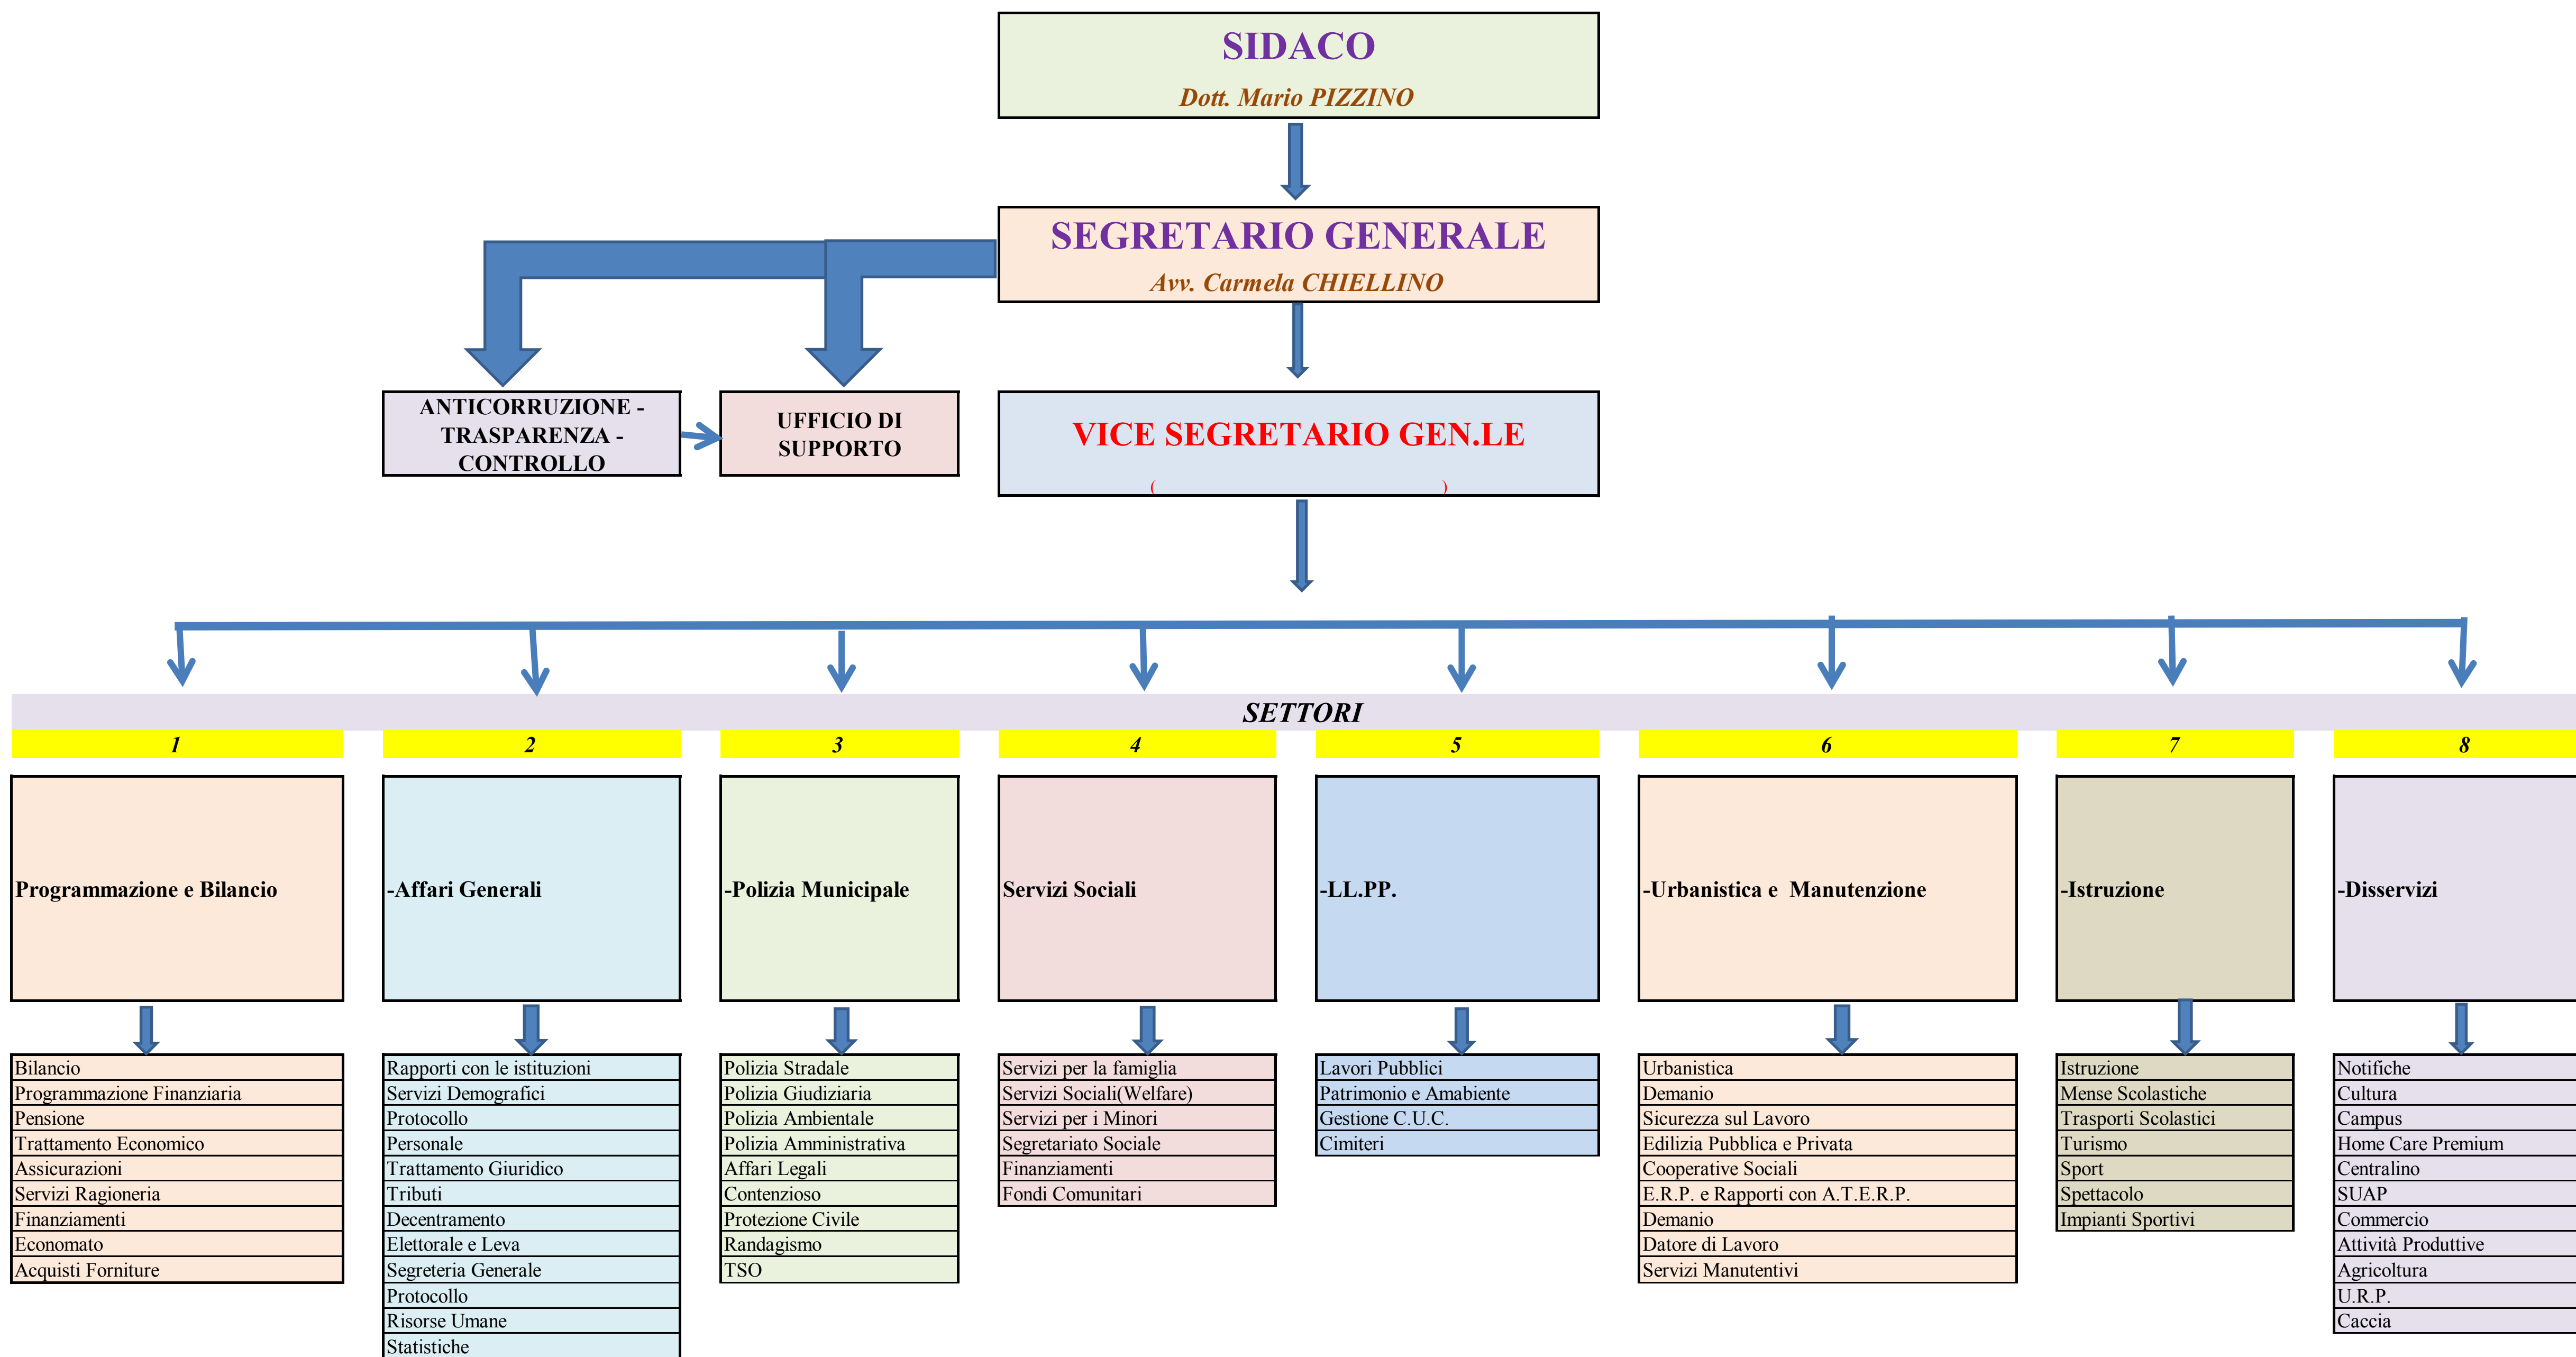 SIDACO
Dott. Mario PIZZINO
SEGRETARIO GENERALE
Avv. Carmela CHIELLINO
ANTICORRUZIONE -
TRASPARENZA -
CONTROLLO
UFFICIO DI
SUPPORTO
VICE SEGRETARIO GEN.LE
( )
SETTORI
1
2
3
4
5
6
7
8
Programmazione e Bilancio
-Affari Generali
-Polizia Municipale
Servizi Sociali
-LL.PP.
-Urbanistica e  Manutenzione
-Istruzione
-Disservizi
Bilancio
Programmazione Finanziaria
Pensione
Trattamento Economico
Assicurazioni
Servizi Ragioneria
Finanziamenti
Economato
Acquisti Forniture
Rapporti con le istituzioni
Servizi Demografici
Protocollo
Personale
Trattamento Giuridico
Tributi
Decentramento
Elettorale e Leva
Segreteria Generale
Protocollo
Risorse Umane
Statistiche
Polizia Stradale
Polizia Giudiziaria
Polizia Ambientale
Polizia Amministrativa
Affari Legali
Contenzioso
Protezione Civile
Randagismo
TSO
Servizi per la famiglia
Servizi Sociali(Welfare)
Servizi per i Minori
Segretariato Sociale
Finanziamenti
Fondi Comunitari
Lavori Pubblici
Patrimonio e Amabiente
Gestione C.U.C.
Cimiteri
Urbanistica
Demanio
Sicurezza sul Lavoro
Edilizia Pubblica e Privata
Cooperative Sociali
E.R.P. e Rapporti con A.T.E.R.P.
Demanio
Datore di Lavoro
Servizi Manutentivi
Istruzione
Mense Scolastiche
Trasporti Scolastici
Turismo
Sport
Spettacolo
Impianti Sportivi
Notifiche
Cultura
Campus
Home Care Premium
Centralino
SUAP
Commercio
Attività Produttive
Agricoltura
U.R.P.
Caccia